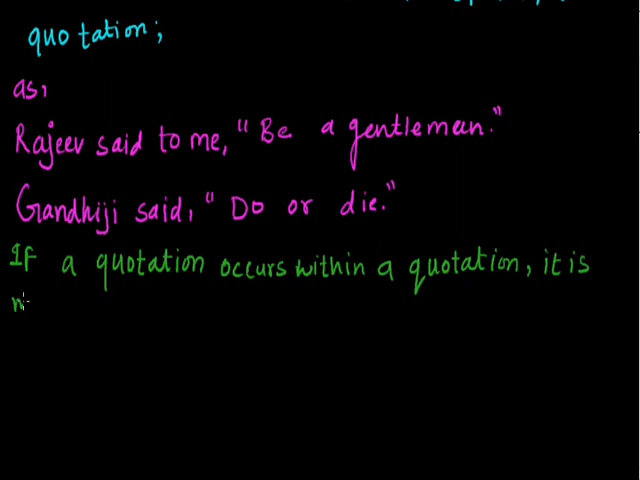 quotation;
as,
Rajeev said to me, "Be a gentleman."
Gandhiji said, "Do or die."
If a quotation occurs within a quotation, it is